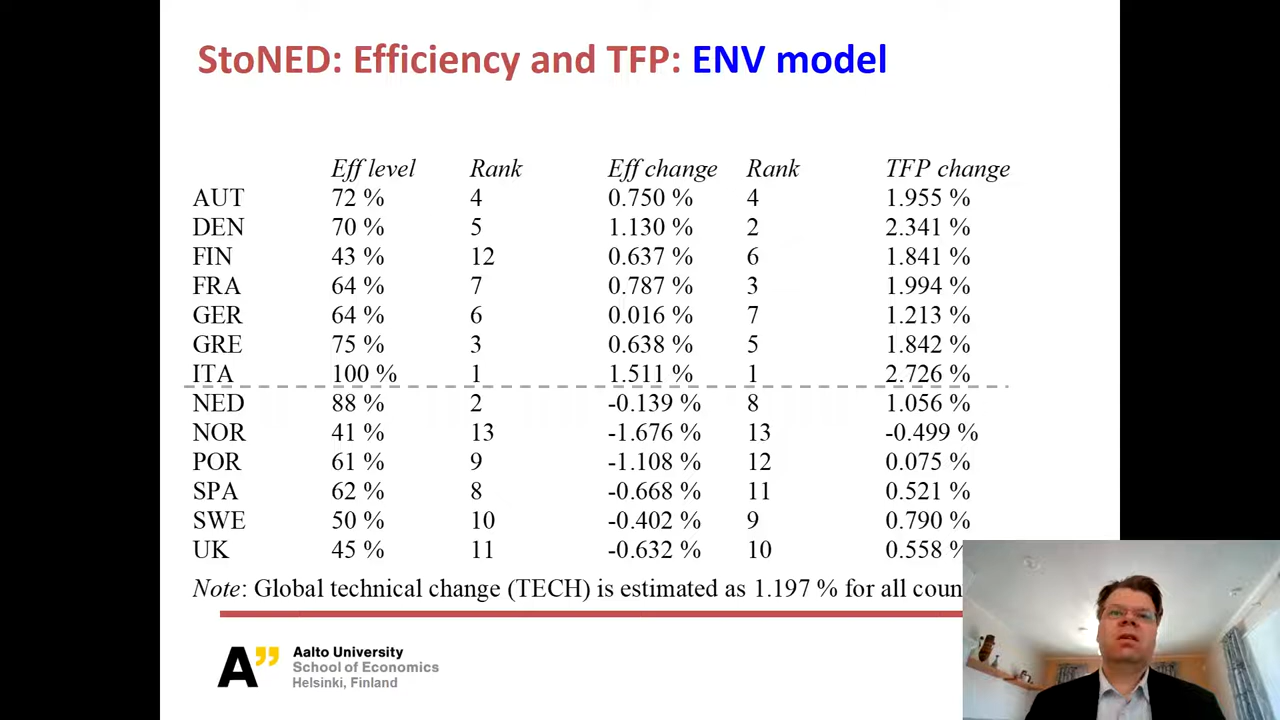 StoNED: Efficiency and TFP: ENV model
Eff level Rank Eff change Rank TFP change
AUT 72 % 4 0.750 % 4 1.955 %
DEN 70 % 5 1.130 % 2 2.341 %
FIN 43 % 12 0.637 % 6 1.841 %
FRA 64 % 7 0.787 % 3 1.994 %
GER 64 % 6 0.016 % 7 1.213 %
GRE 75 % 3 0.638 % 5 1.842 %
ITA 100 % 1 1.511 % 1 2.726 %
NED 88 % 2 -0.139 % 8 1.056 %
NOR 41 % 13 -1.676 % 13 -0.499 %
POR 61 % 9 -1.108 % 12 0.075 %
SPA 62 % 8 -0.668 % 11 0.521 %
SWE 50 % 10 -0.402 % 9 0.790 %
UK 45 % 11 -0.632 % 10 0.558 %
Note: Global technical change (TECH) is estimated as 1.197 % for all
A”
Aalto University
School of Economics
Helsinki, Finland